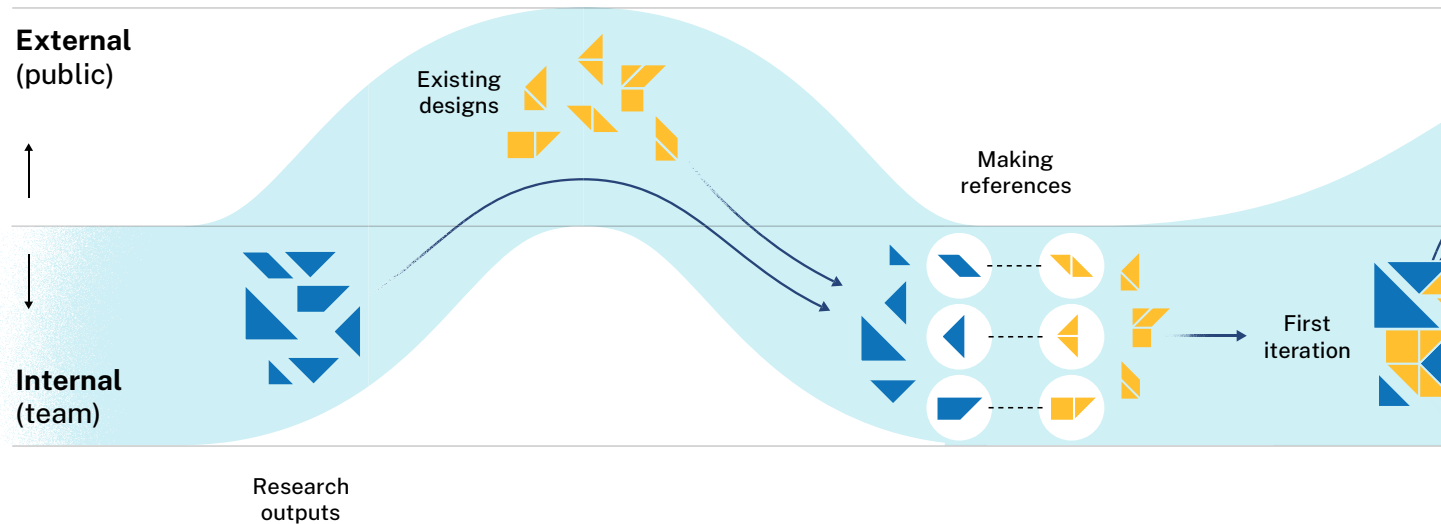 External
(public)
Existing
designs
Making
references
First
iteration
Internal
(team)
Research
outputs